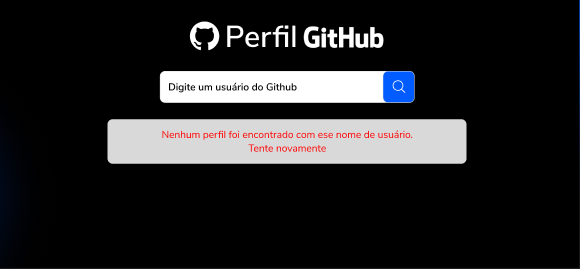 Perfil GitHub
Digite um usuário do Github
Nenhum perfil foi encontrado com ese nome de usuário.
Tente novamente